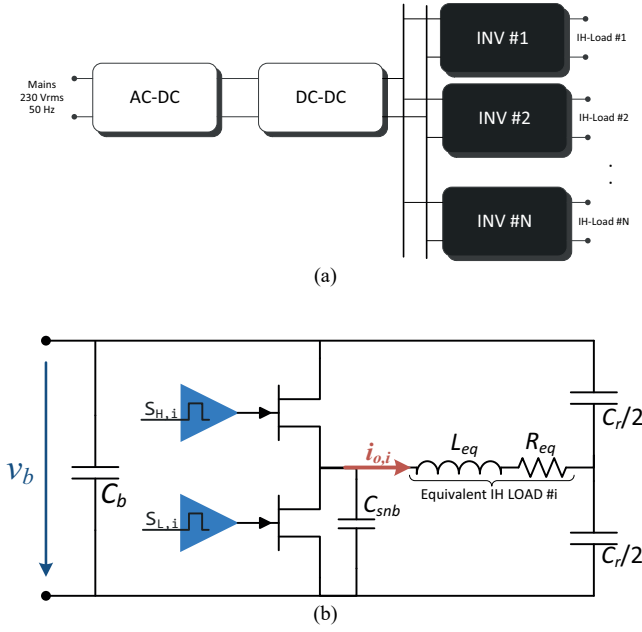 Mains
230 Vrms
50 Hz
AC-DC
DC-DC
INV #1
IH-Load #1
INV #2
IH-Load #2
.
.
INV #N
IH-Load #N
(a)
v_b
C_b
S_H,i
S_L,i
i_o,i
L_eq
R_eq
Equivalent IH LOAD #i
C_snb
C_r/2
C_r/2
(b)